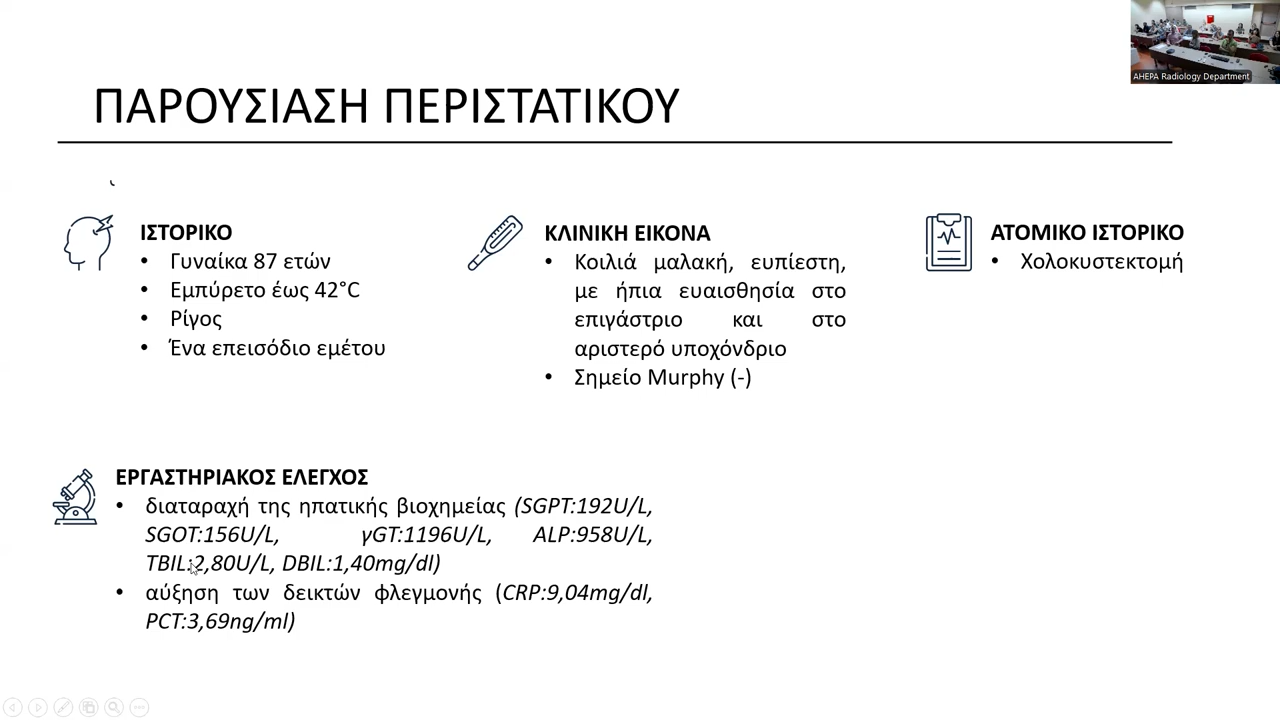 AHEPA Radiology Department
ΠΑΡΟΥΣΙΑΣΗ ΠΕΡΙΣΤΑΤΙΚΟΥ
ΙΣΤΟΡΙΚΟ
• Γυναίκα 87 ετών
• Εμπύρετο έως 42°C
• Ρίγος
• Ένα επεισόδιο εμέτου
ΚΛΙΝΙΚΗ ΕΙΚΟΝΑ
• Κοιλιά μαλακή, ευπίεστη,
με ήπια ευαισθησία στο
επιγάστριο και στο
αριστερό υποχόνδριο
• Σημείο Murphy (-)
ΑΤΟΜΙΚΟ ΙΣΤΟΡΙΚΟ
• Χολοκυστεκτομή
ΕΡΓΑΣΤΗΡΙΑΚΟΣ ΕΛΕΓΧΟΣ
• διαταραχή της ηπατικής βιοχημείας (SGPT:192U/L,
SGOT:156U/L, γGT:1196U/L, ALP:958U/L,
TBIL:2,80U/L, DBIL:1,40mg/dl)
• αύξηση των δεικτών φλεγμονής (CRP:9,04mg/dl,
PCT:3,69ng/ml)